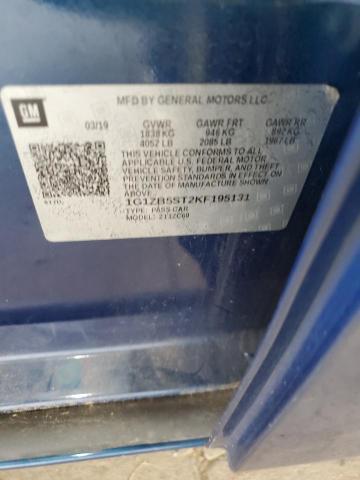 GM
MFD BY GENERAL MOTORS LLC
03/19 GVWR GAWR FRT GAWR RR
1838 KG 946 KG 892 KG
4052 LB 2085 LB 1967 LB
THIS VEHICLE CONFORMS TO ALL
APPLICABLE U.S. FEDERAL MOTOR
VEHICLE SAFETY, BUMPER, AND THEFT
PREVENTION STANDARDS IN EFFECT ON
THE DATE OF MANUFACTURE SHOWN
ABOVE.
1G1ZB5ST2KF195131
TYPE: PASS CAR
MODEL: 211ZC69